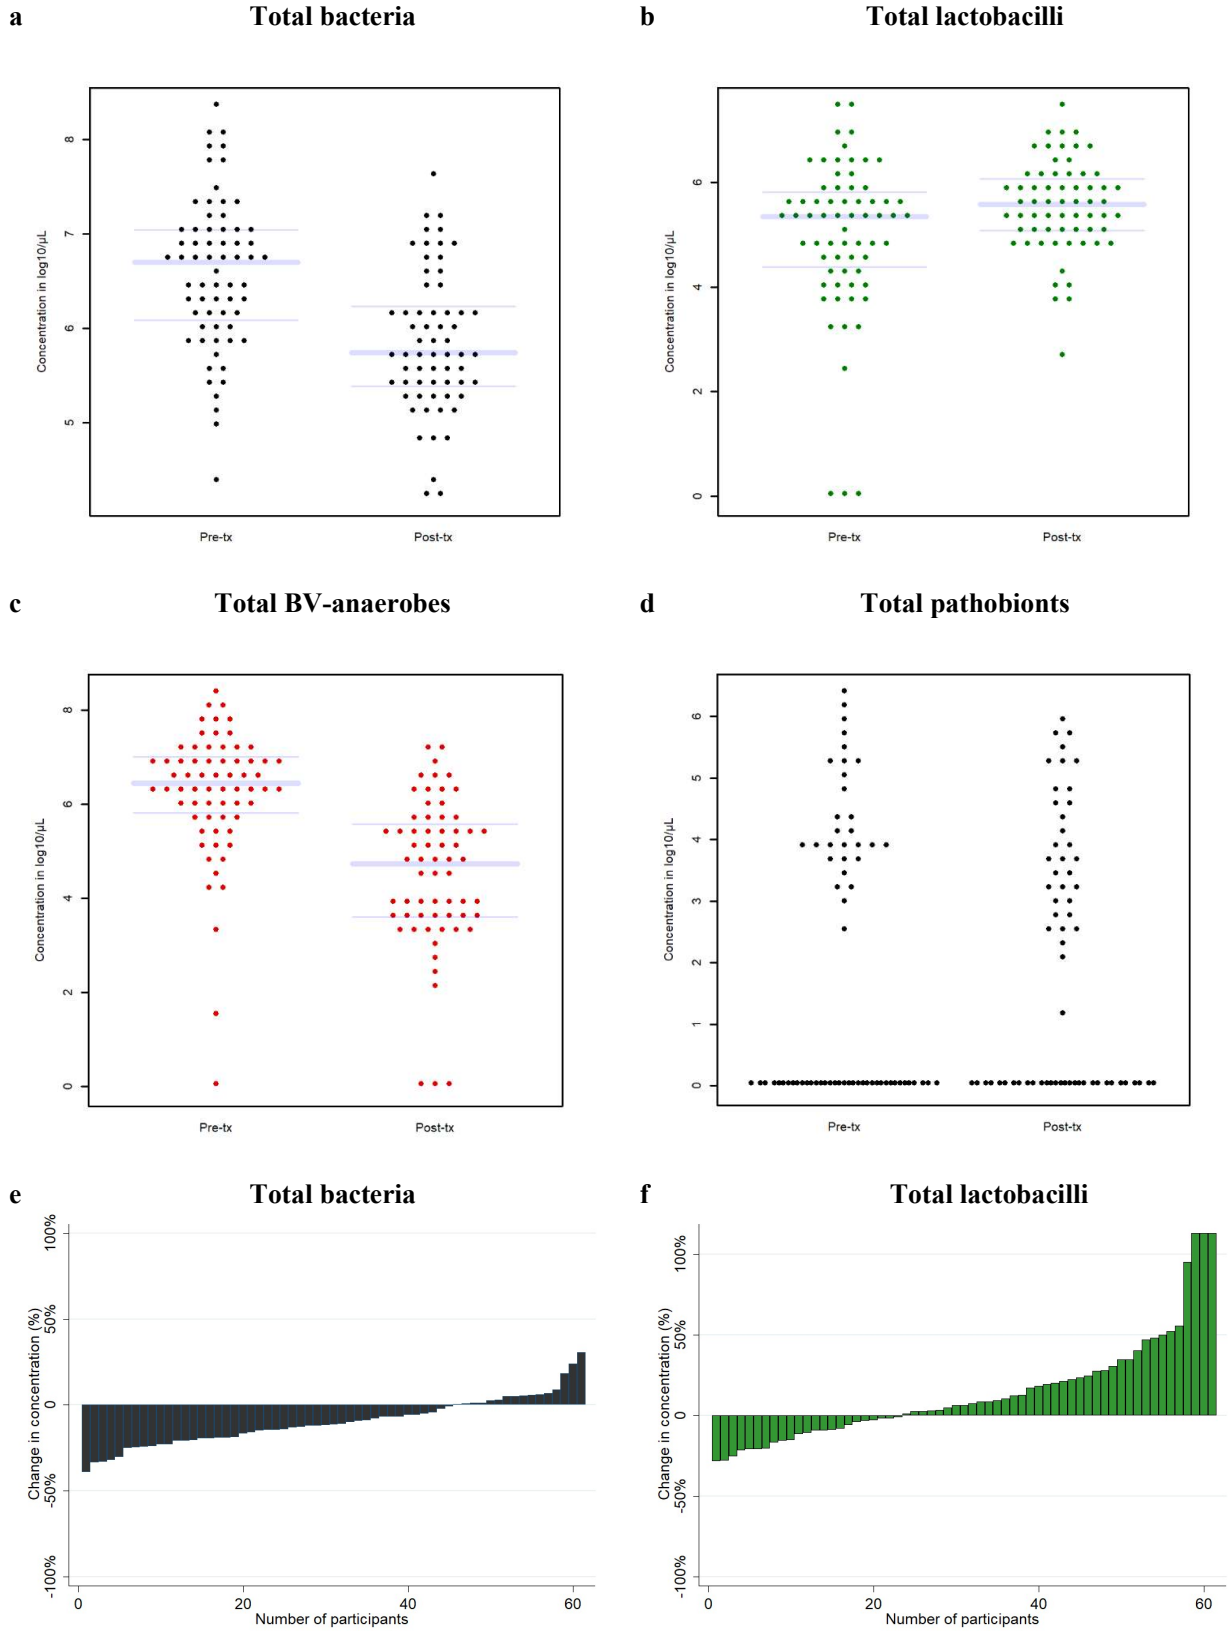 a Total bacteria
b Total lactobacilli
Concentration in log10/µL
8
7
6
5
Pre-tx Post-tx
Concentration in log10/µL
6
4
2
0
Pre-tx Post-tx
c Total BV-anaerobes
d Total pathobionts
Concentration in log10/µL
8
6
4
2
0
Pre-tx Post-tx
Concentration in log10/µL
6
5
4
3
2
1
0
Pre-tx Post-tx
e Total bacteria
f Total lactobacilli
Change in concentration (%)
100%
50%
0
-50%
-100%
0 20 40 60
Number of participants
Change in concentration (%)
100%
50%
0
-50%
-100%
0 20 40 60
Number of participants